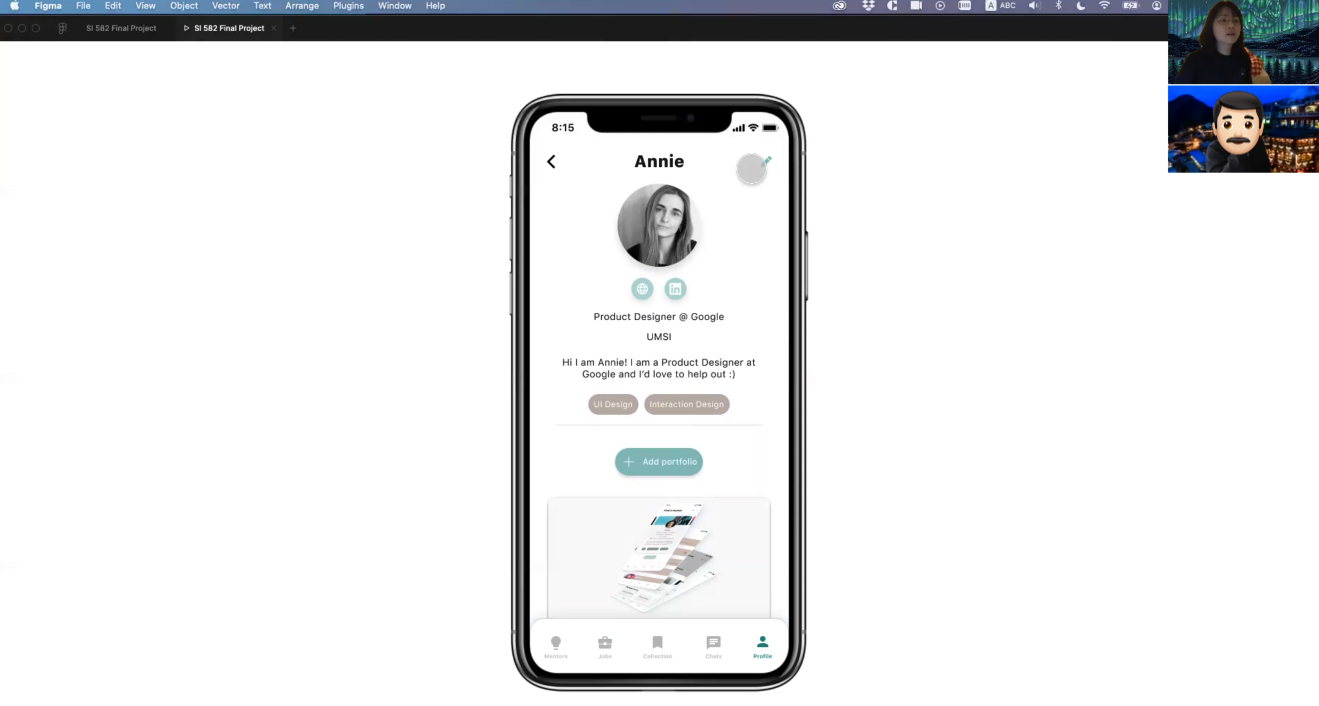 Figma File Edit View Object Vector Text Arrange Plugins Window Help
A ABC
SI 582 Final Project
SI 582 Final Project
8:15
Annie
in
Product Designer @ Google
UMSI
Hi I am Annie! I am a Product Designer at
Google and I'd love to help out :)
UI Design Interaction Design
+ Add portfolio
Mentors Jobs Collection Chats Profile